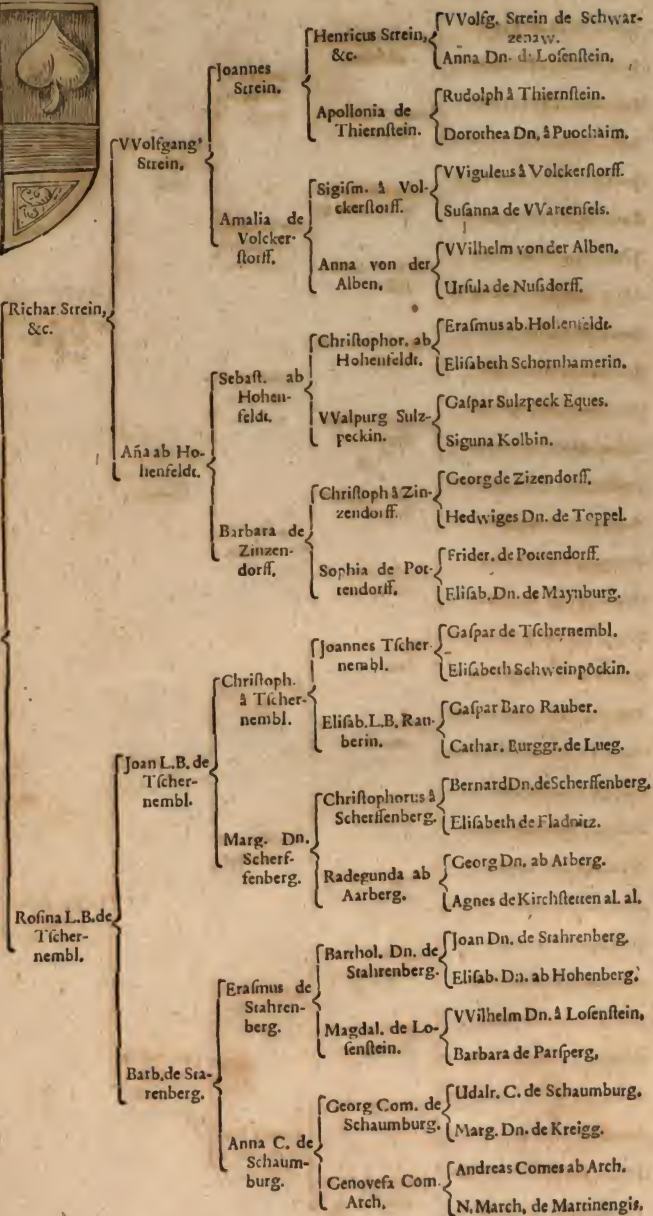 Richar Strein,
&c.
Roſina L.B. de
Tſcher-
nembl.
VVolfgang'
Strein,
Aña ab Ho-
henfeldt.
Joan L.B. de
Tſcher-
nembl.
Barb. de Sta-
renberg.
Joannes
Strein.
Amalia de
Volcker-
ſtorff.
Sebaſt. ab
Hohen-
feldt.
Barbara de
Zinzen-
dorff,
Chriſtoph.
à Tſcher-
nembl.
Marg. Dn.
Scherf-
fenberg.
Eraſmus de
Stahren-
berg.
Anna C. de
Schaum-
burg.
Henricus Strein,
&c.
Apollonia de
Thiernſtein.
Sigiſm. à Vol-
ckerſtorff.
Anna von der
Alben,
Chriſtophor. ab
Hohenfeldt.
VValpurg Sulz-
peckin.
Chriſtoph à Zin-
zendorff.
Sophia de Pot-
tendorff,
Joannes Tſcher-
nembl.
Eliſab. L.B. Rau-
berin.
Chriſtophorus à
Scherffenberg.
Radegunda ab
Aarberg.
Barthol. Dn. de
Stahrenberg.
Magdal. de Lo-
ſenſtein.
Georg Com. de
Schaumburg.
Genovefa Com.
Arch,
VVolfg. Strein de Schwar-
zenaw.
Anna Dn. de Loſenſtein.
Rudolph à Thiernſtein.
Dorothea Dn, à Puochaim.
VViguleus à Volckerſtorff.
Suſanna de VVartenfels.
VVilhelm von der Alben,
Urſula de Nuſsdorff.
Eraſmus ab. Hohenfeldt.
Eliſabeth Schornhamerin.
Gaſpar Sulzpeck Eques.
Siguna Kolbin.
Georg de Zizendorff,
Hedwiges Dn. de Toppel.
Frider. de Pottendorff.
Eliſab. Dn. de Maynburg.
Gaſpar de Tſchernembl.
Eliſabeth Schweinpöckin.
Gaſpar Baro Rauber.
Cathar. Burggr. de Lueg.
Bernard Dn. de Scherffenberg,
Eliſabeth de Fladnitz.
Georg Dn. ab Arberg.
Agnes de Kirchſtetten al. al.
Joan Dn. de Stahrenberg.
Eliſab. Dn. ab Hohenberg.
VVilhelm Dn. à Loſenſtein,
Barbara de Parſperg,
Udalr. C. de Schaumburg.
Marg. Dn. de Kreigg.
Andreas Comes ab Arch.
N. March. de Martinengis.